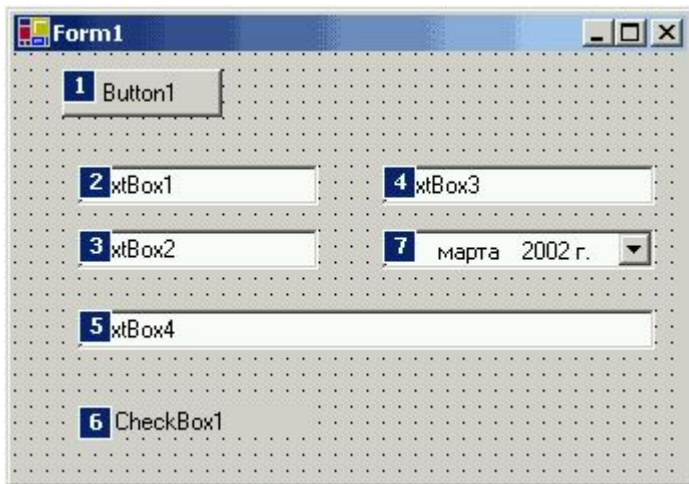 Form1
1 Button1
2 xtBox1
4 xtBox3
3 xtBox2
7 марта 2002 г.
5 xtBox4
6 CheckBox1